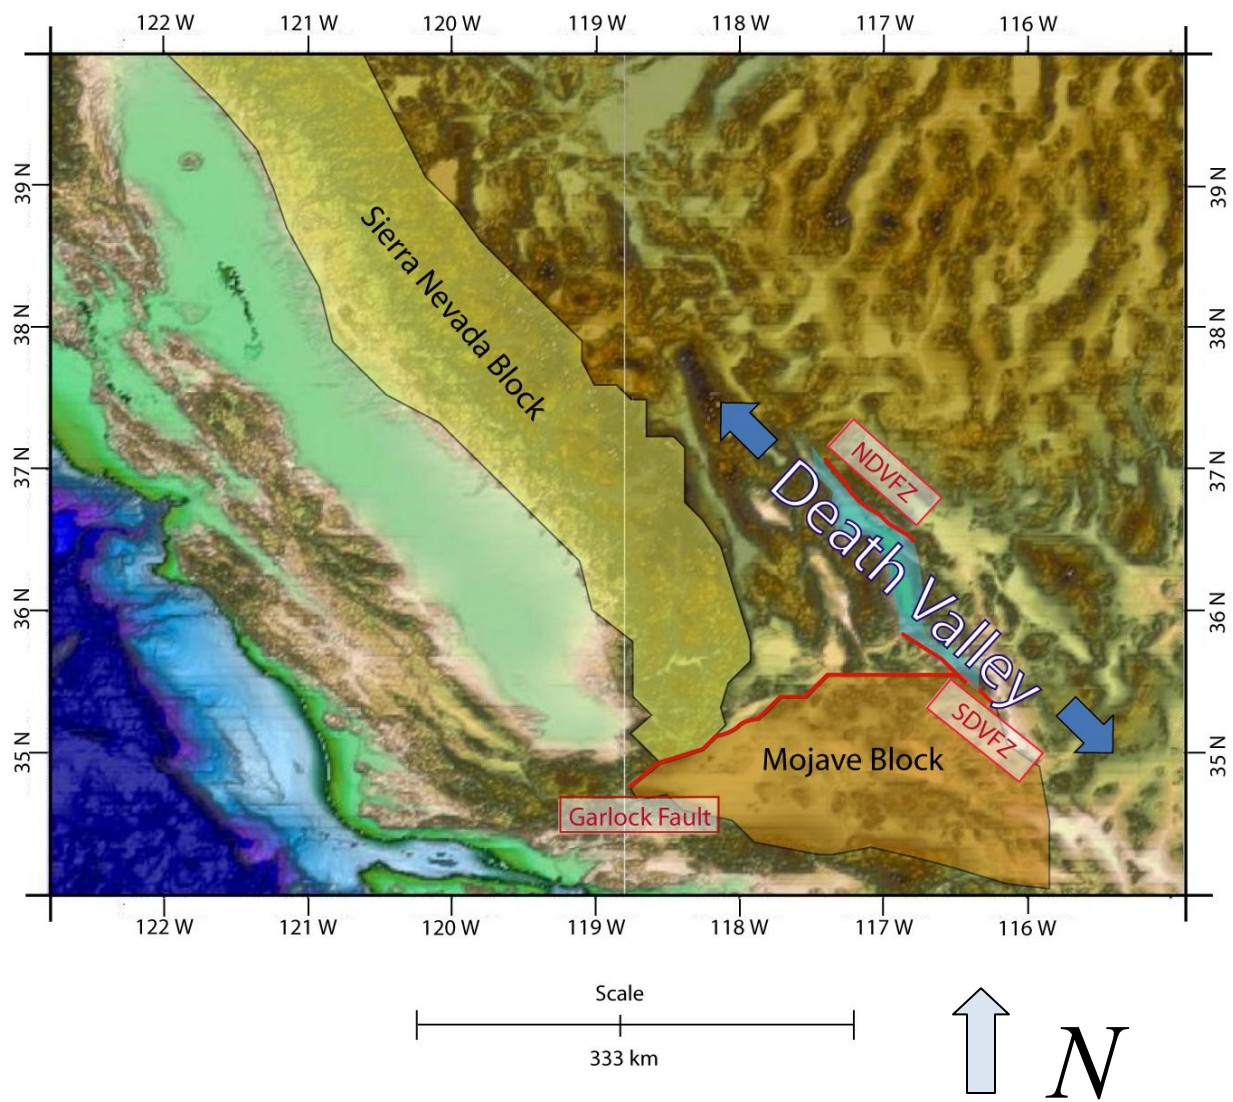 122 W 121 W 120 W 119 W 118 W 117 W 116 W
39 N 39 N
Sierra Nevada Block
38 N 38 N
NDVFZ
37 N 37 N
Death Valley
36 N 36 N
SDVFZ
35 N 35 N
Mojave Block
Garlock Fault
122 W 121 W 120 W 119 W 118 W 117 W 116 W
Scale
333 km
N